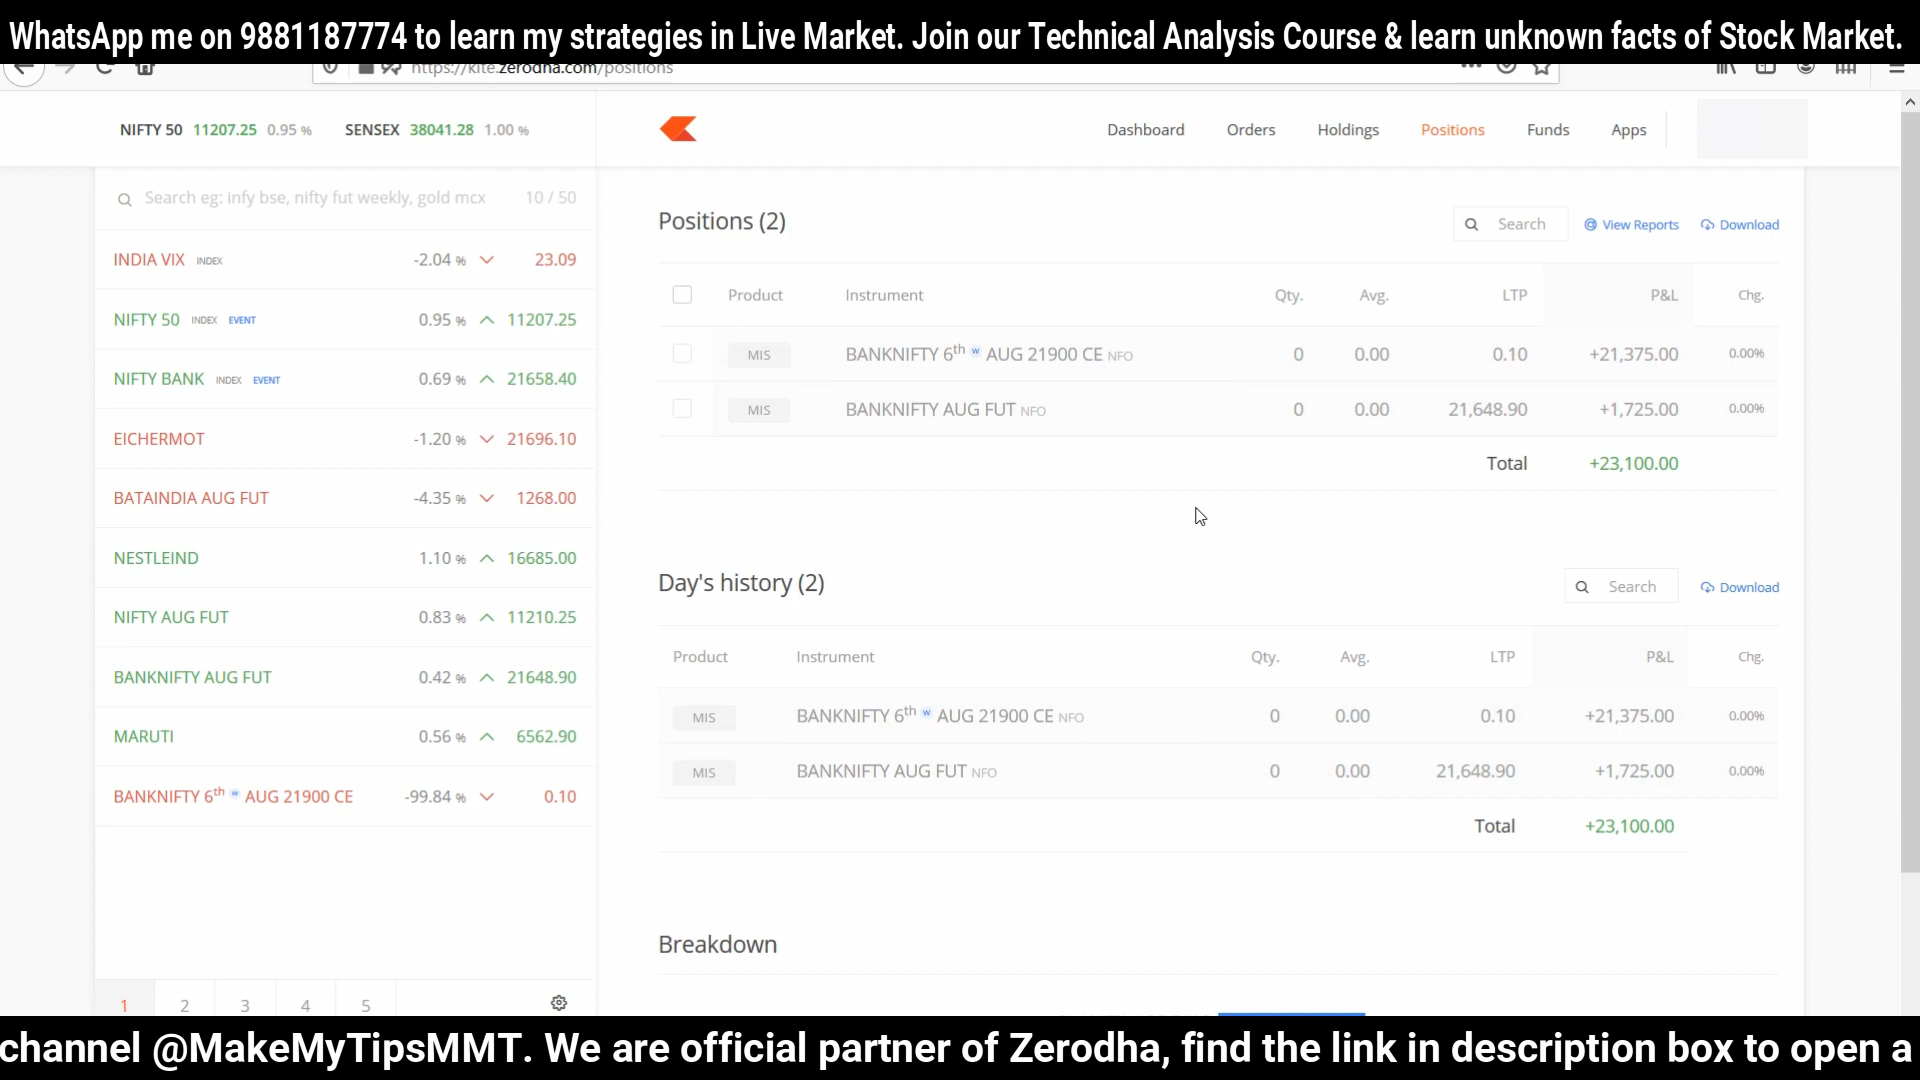 WhatsApp me on 9881187774 to learn my strategies in Live Market. Join our Technical Analysis Course & learn unknown facts of Stock Market.
https://kite.zerodha.com/positions
NIFTY 50 11207.25 0.95 % SENSEX 38041.28 1.00 %
Dashboard Orders Holdings Positions Funds Apps
Search eg: infy bse, nifty fut weekly, gold mcx 10 / 50
INDIA VIX INDEX -2.04 % 23.09
NIFTY 50 INDEX EVENT 0.95 % 11207.25
NIFTY BANK INDEX EVENT 0.69 % 21658.40
EICHERMOT -1.20 % 21696.10
BATAINDIA AUG FUT -4.35 % 1268.00
NESTLEIND 1.10 % 16685.00
NIFTY AUG FUT 0.83 % 11210.25
BANKNIFTY AUG FUT 0.42 % 21648.90
MARUTI 0.56 % 6562.90
BANKNIFTY 6th w AUG 21900 CE -99.84 % 0.10
1 2 3 4 5
Positions (2) Search View Reports Download
Product Instrument Qty. Avg. LTP P&L Chg.
MIS BANKNIFTY 6th w AUG 21900 CE NFO 0 0.00 0.10 +21,375.00 0.00%
MIS BANKNIFTY AUG FUT NFO 0 0.00 21,648.90 +1,725.00 0.00%
Total +23,100.00
Day's history (2) Search Download
Product Instrument Qty. Avg. LTP P&L Chg.
MIS BANKNIFTY 6th w AUG 21900 CE NFO 0 0.00 0.10 +21,375.00 0.00%
MIS BANKNIFTY AUG FUT NFO 0 0.00 21,648.90 +1,725.00 0.00%
Total +23,100.00
Breakdown
channel @MakeMyTipsMMT. We are official partner of Zerodha, find the link in description box to open a